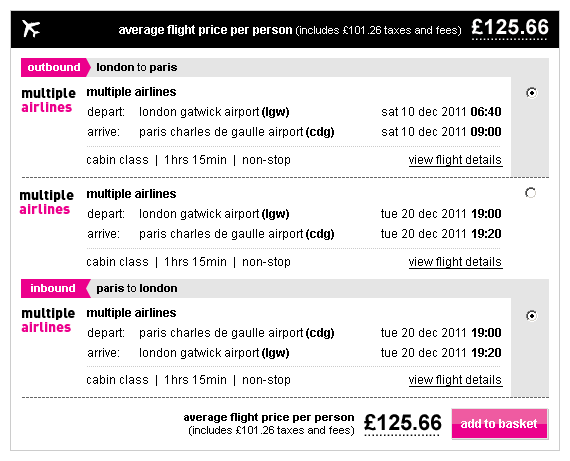 average flight price per person (includes £101.26 taxes and fees) £125.66
outbound london to paris
multiple airlines
multiple airlines
depart: london gatwick airport (lgw) sat 10 dec 2011 06:40
arrive: paris charles de gaulle airport (cdg) sat 10 dec 2011 09:00
cabin class | 1hrs 15min | non-stop view flight details
multiple airlines
multiple airlines
depart: london gatwick airport (lgw) tue 20 dec 2011 19:00
arrive: paris charles de gaulle airport (cdg) tue 20 dec 2011 19:20
cabin class | 1hrs 15min | non-stop view flight details
inbound paris to london
multiple airlines
multiple airlines
depart: paris charles de gaulle airport (cdg) tue 20 dec 2011 19:00
arrive: london gatwick airport (lgw) tue 20 dec 2011 19:20
cabin class | 1hrs 15min | non-stop view flight details
average flight price per person £125.66 add to basket
(includes £101.26 taxes and fees)